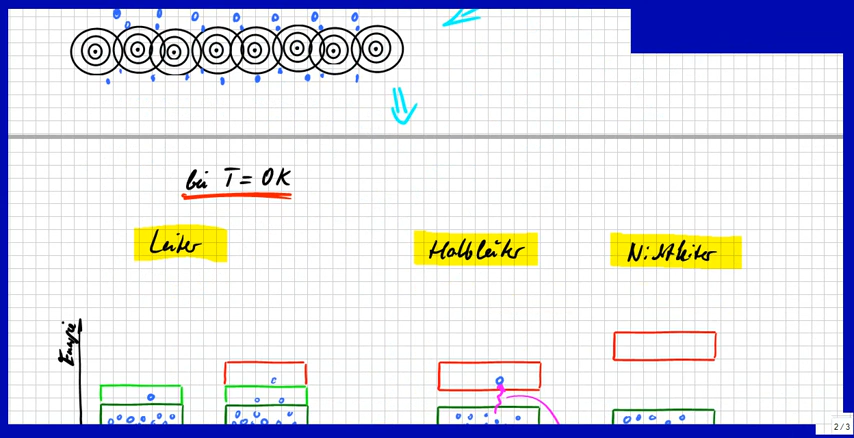 bei T = 0K
Leiter
Halbleiter
Nichtleiter
Energie
2 / 3